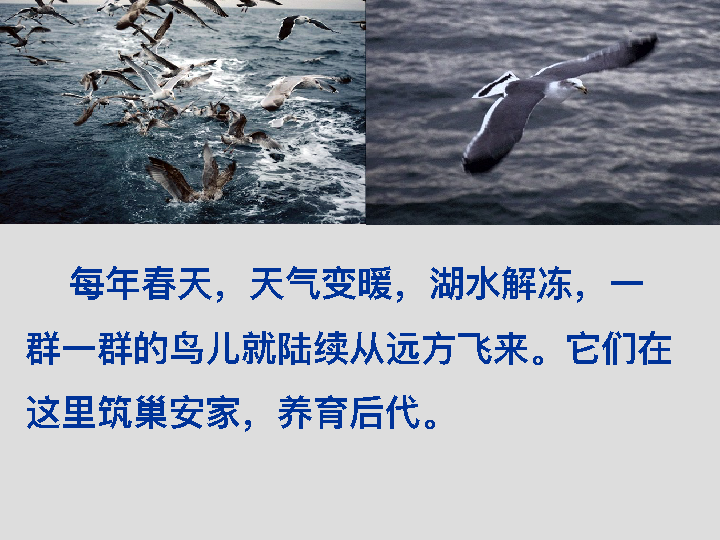 每年春天，天气变暖，湖水解冻，一
群一群的鸟儿就陆续从远方飞来。它们在
这里筑巢安家，养育后代。